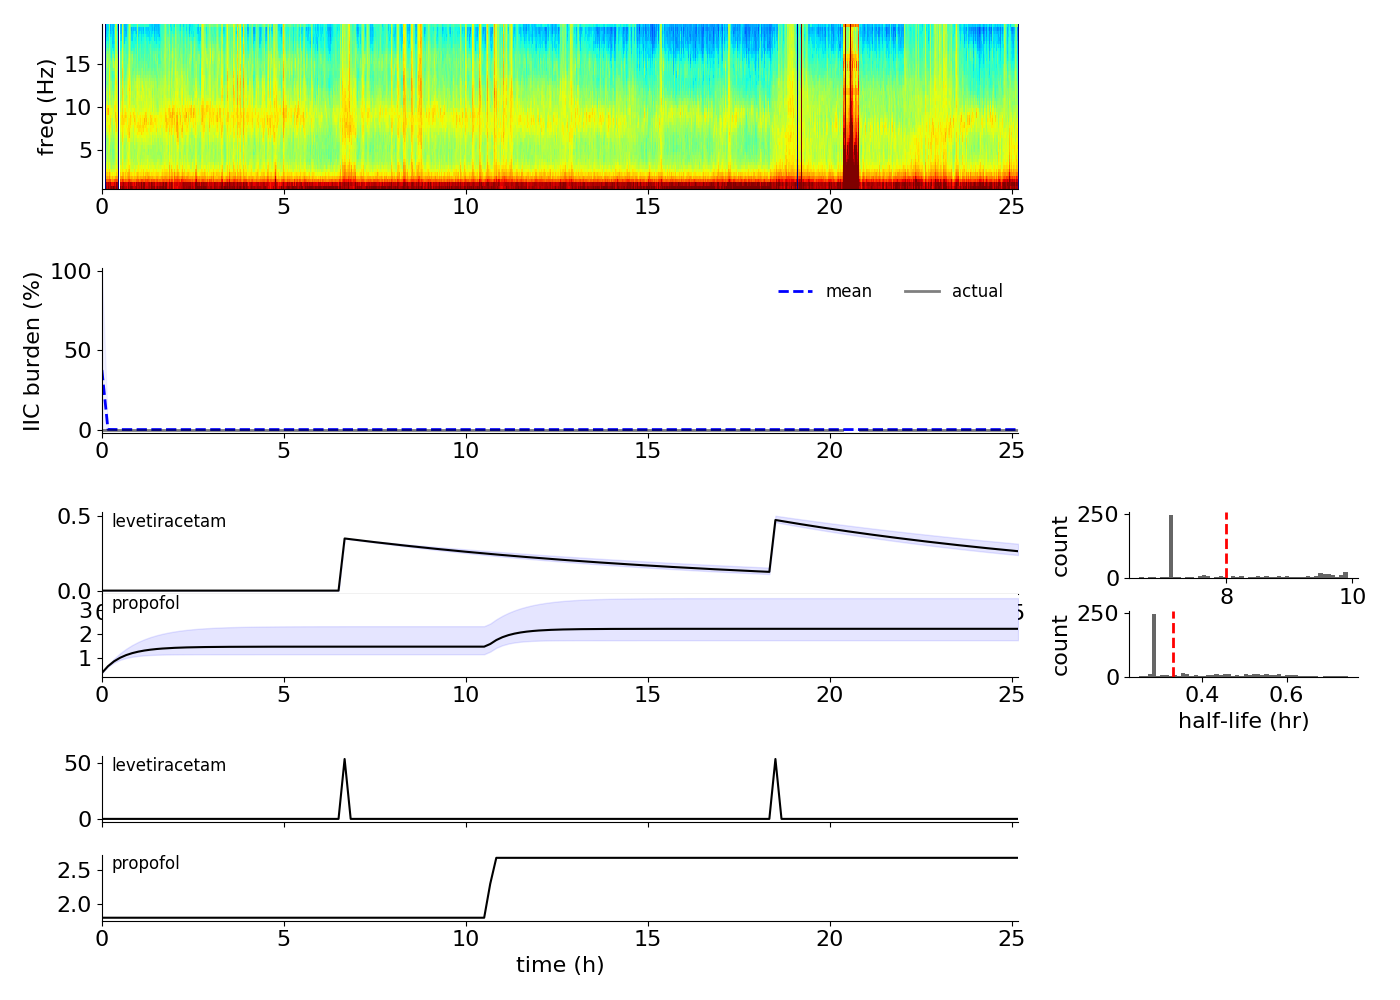 freq (Hz)
15
10
5
0 5 10 15 20 25
IIC burden (%)
100
50
0
mean actual
0 5 10 15 20 25
levetiracetam
0.5
0.0
propofol
3
2
1
0 5 10 15 20 25
count
250
0
8 10
count
250
0
0.4 0.6
half-life (hr)
levetiracetam
50
0
propofol
2.5
2.0
0 5 10 15 20 25
time (h)